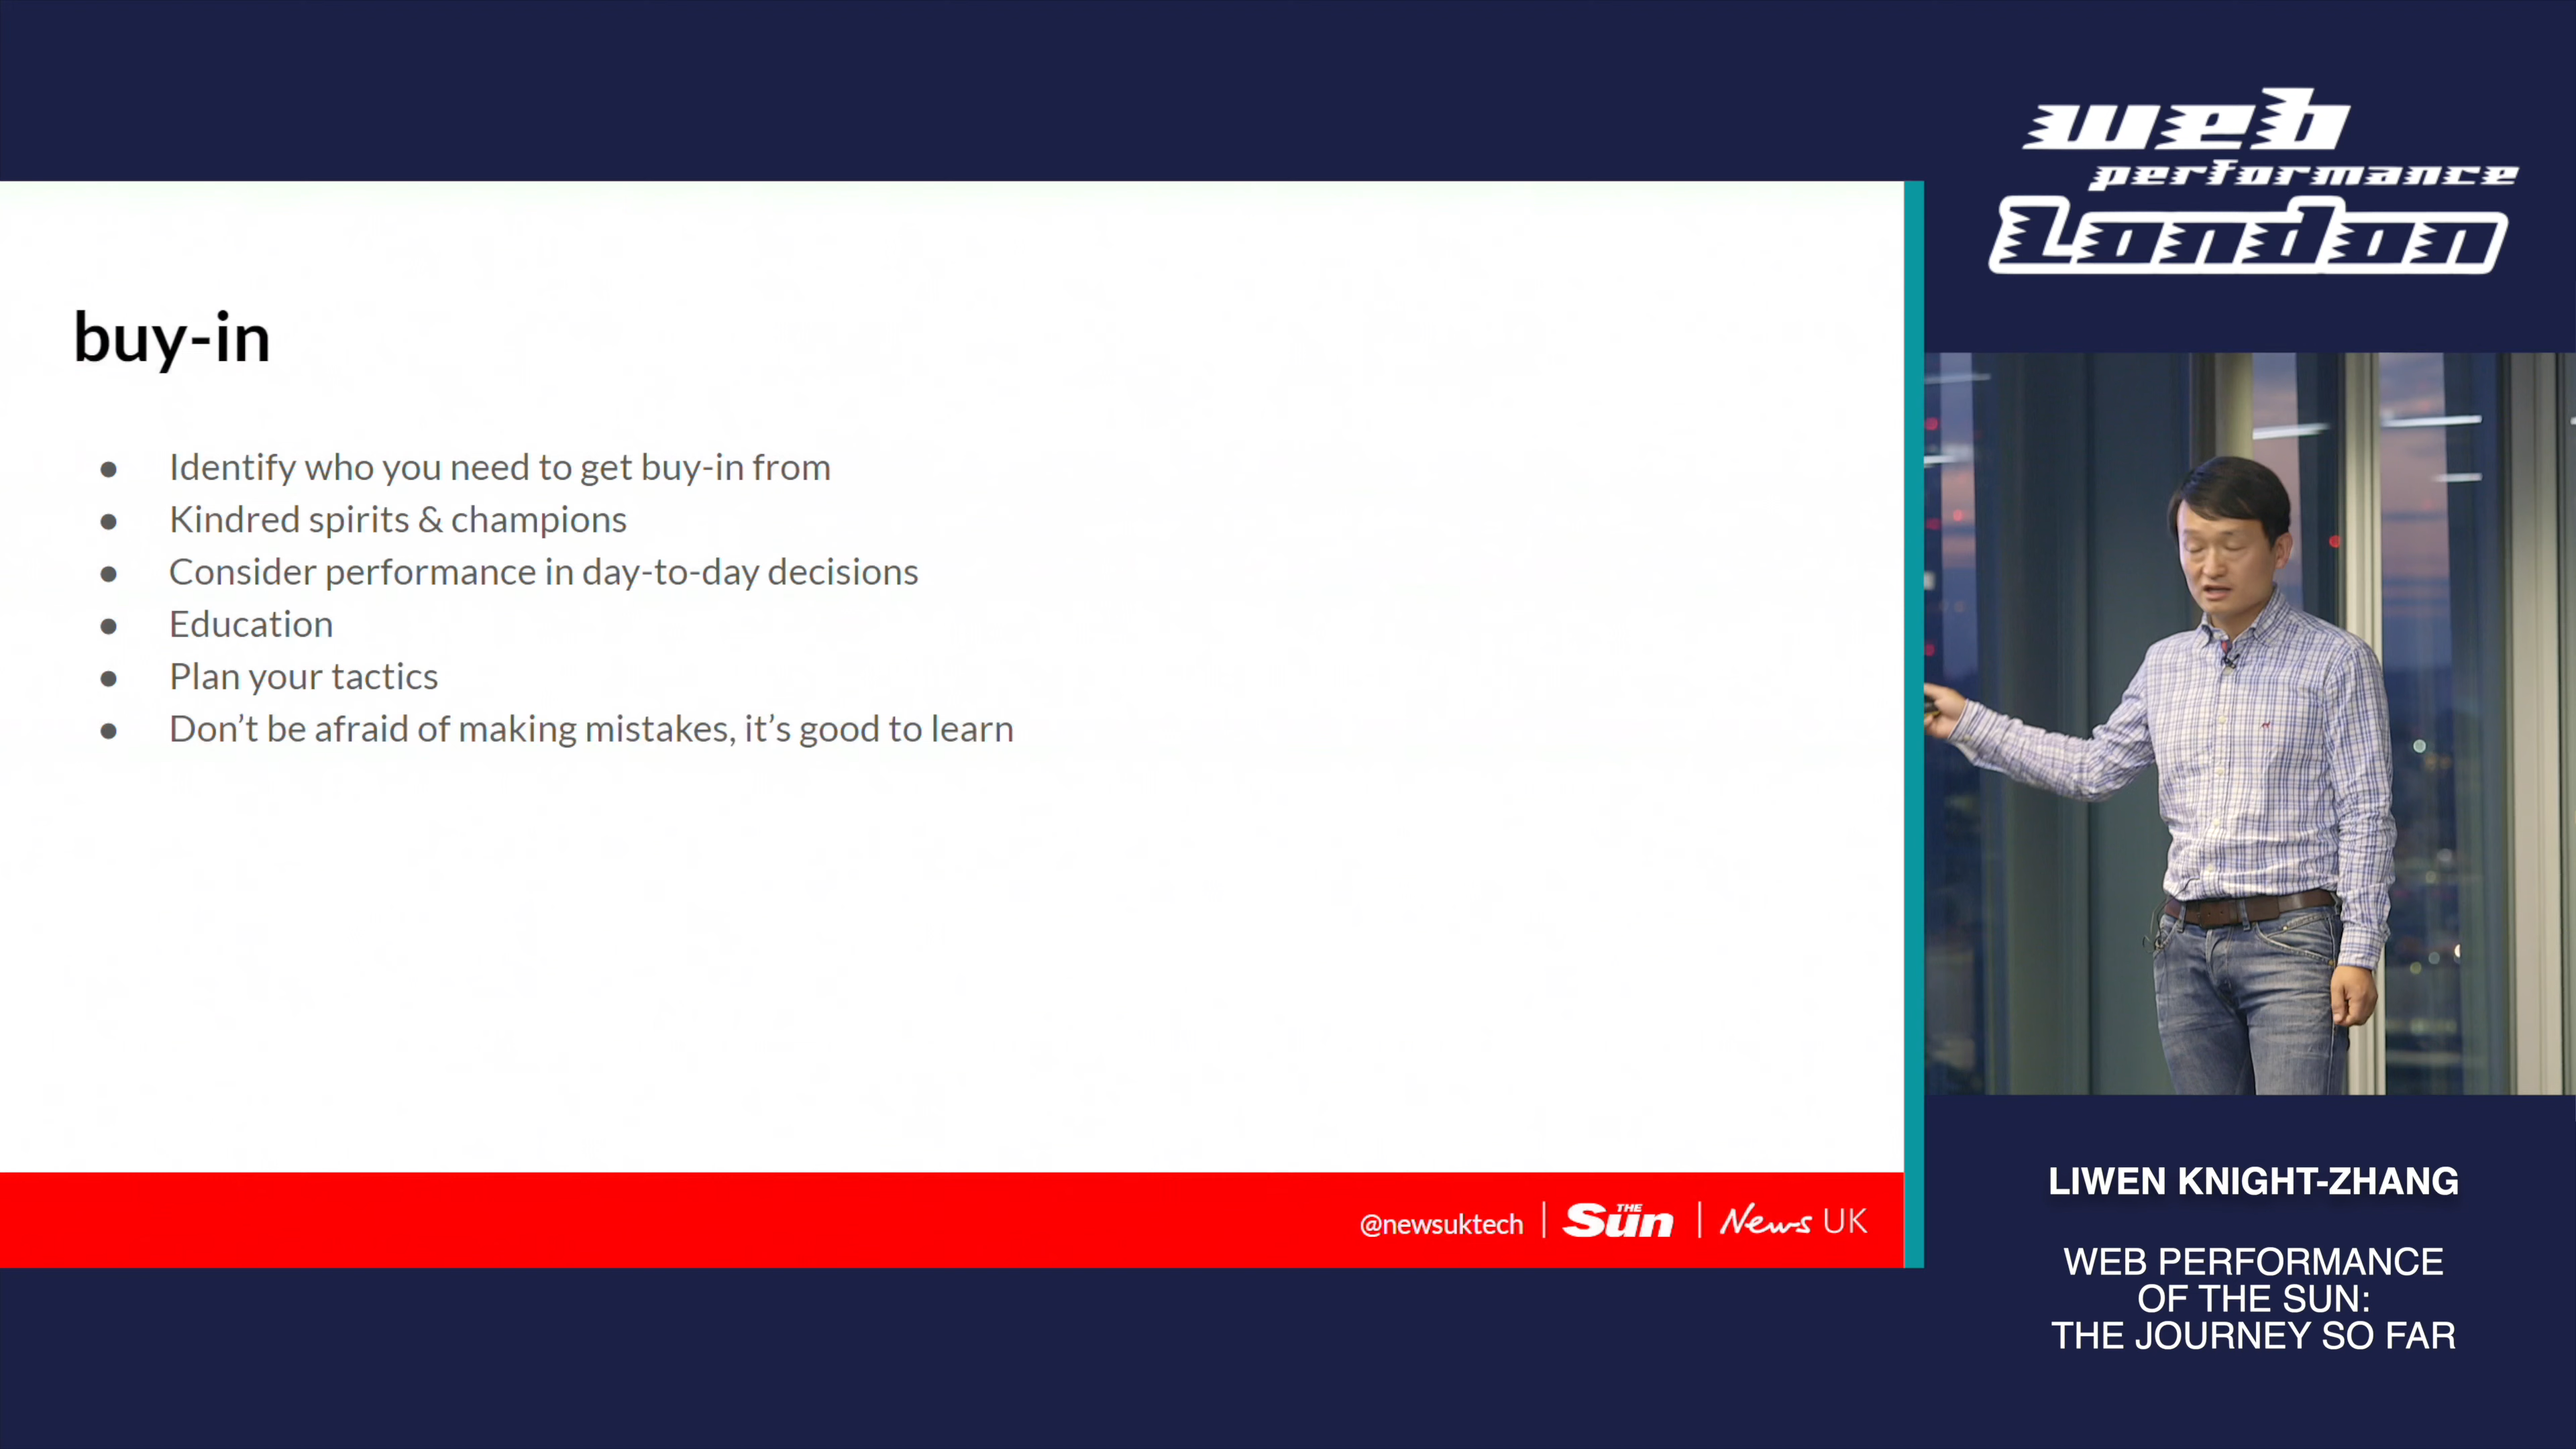 web
performance
London
buy-in
● Identify who you need to get buy-in from
● Kindred spirits & champions
● Consider performance in day-to-day decisions
● Education
● Plan your tactics
● Don’t be afraid of making mistakes, it’s good to learn
@newsuktech | THE Sun | News UK
LIWEN KNIGHT-ZHANG
WEB PERFORMANCE
OF THE SUN:
THE JOURNEY SO FAR